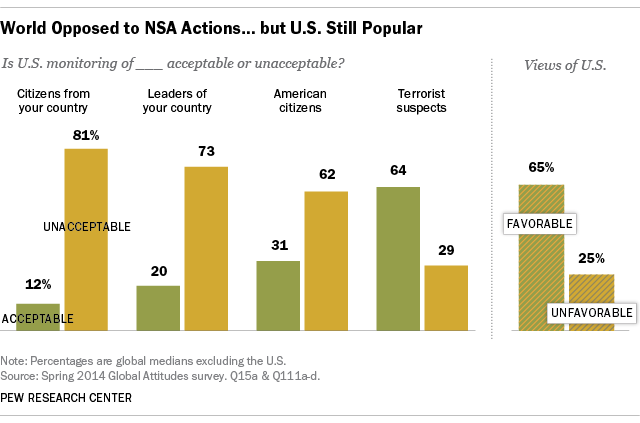 World Opposed to NSA Actions... but U.S. Still Popular
Is U.S. monitoring of ___ acceptable or unacceptable?
Views of U.S.
Citizens from
your country
Leaders of
your country
American
citizens
Terrorist
suspects
81%
UNACCEPTABLE
12%
ACCEPTABLE
73
20
62
31
64
29
65%
FAVORABLE
25%
UNFAVORABLE
Note: Percentages are global medians excluding the U.S.
Source: Spring 2014 Global Attitudes survey. Q15a & Q111a-d.
PEW RESEARCH CENTER